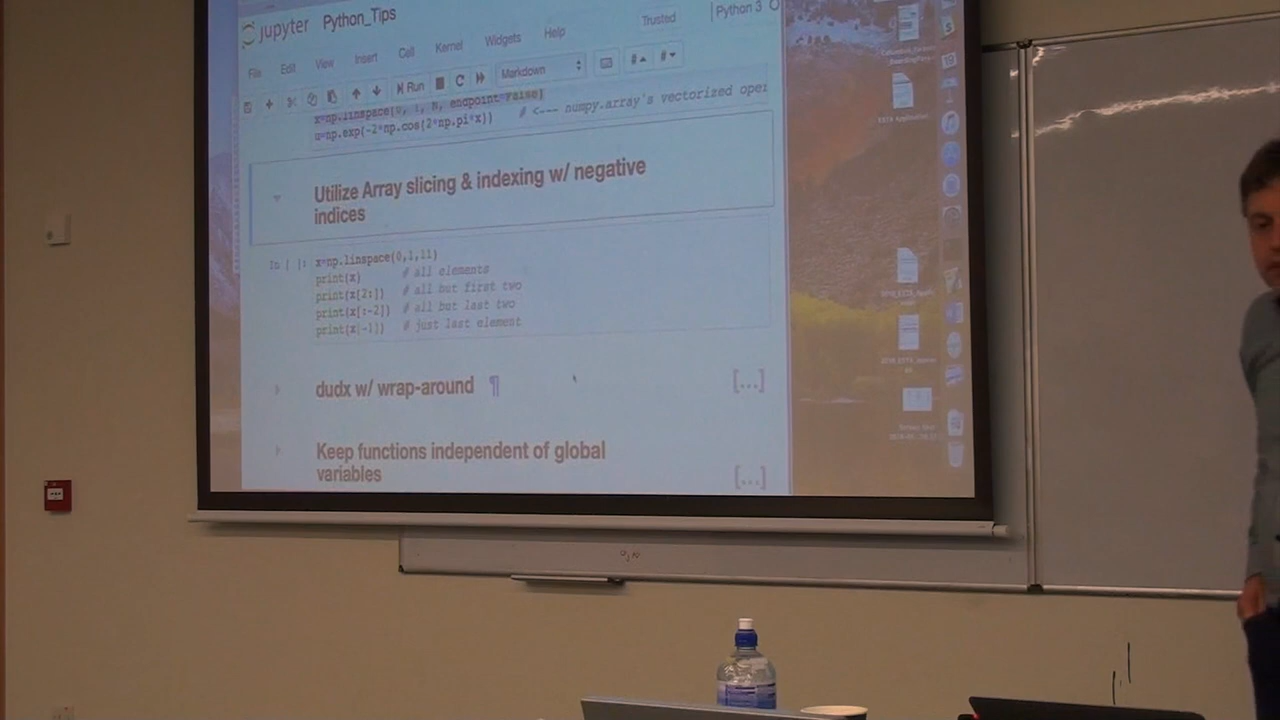 jupyter Python_Tips
Trusted
Python 3
File Edit View Insert Cell Kernel Widgets Help
Run
Markdown
x=np.linspace(0, 1, N, endpoint=False)
u=np.exp(-2*np.cos(2*np.pi*x)) # <--- numpy.array's vectorized oper
Utilize Array slicing & indexing w/ negative
indices
In [ ]: x=np.linspace(0,1,11)
print(x) # all elements
print(x[2:]) # all but first two
print(x[:-2]) # all but last two
print(x[-1]) # just last element
dudx w/ wrap-around ¶
[...]
Keep functions independent of global
variables
[...]